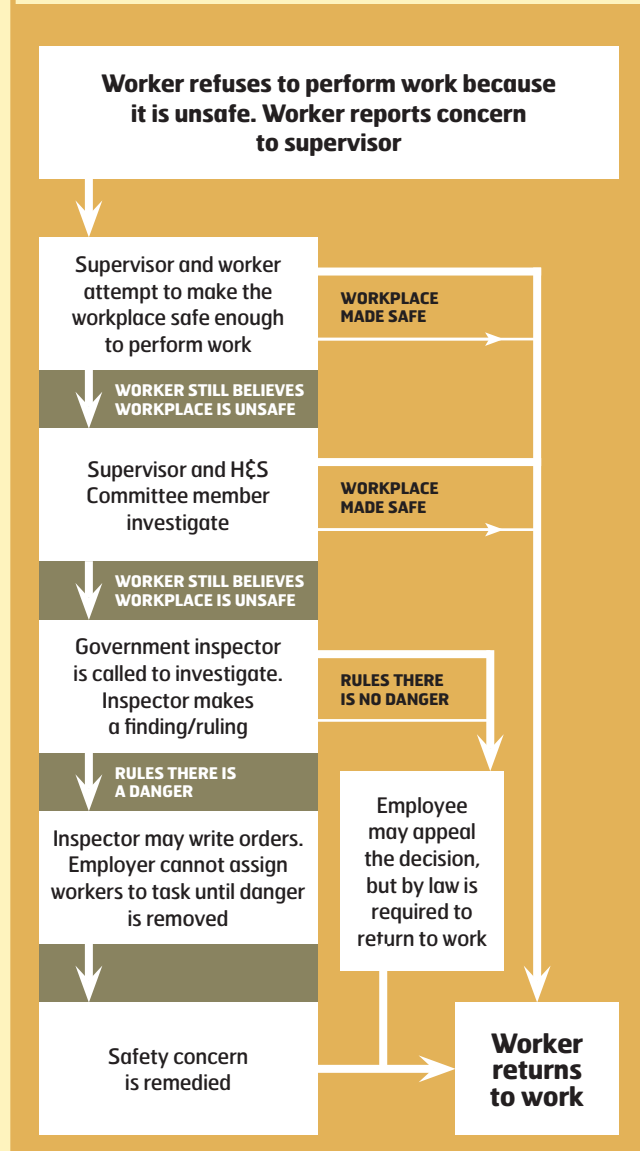 Worker refuses to perform work because
it is unsafe. Worker reports concern
to supervisor
Supervisor and worker
attempt to make the
workplace safe enough
to perform work
WORKPLACE
MADE SAFE
WORKER STILL BELIEVES
WORKPLACE IS UNSAFE
Supervisor and H&S
Committee member
investigate
WORKPLACE
MADE SAFE
WORKER STILL BELIEVES
WORKPLACE IS UNSAFE
Government inspector
is called to investigate.
Inspector makes
a finding/ruling
RULES THERE
IS NO DANGER
RULES THERE IS
A DANGER
Employee
may appeal
the decision,
but by law is
required to
return to work
Inspector may write orders.
Employer cannot assign
workers to task until danger
is removed
Safety concern
is remedied
Worker
returns
to work